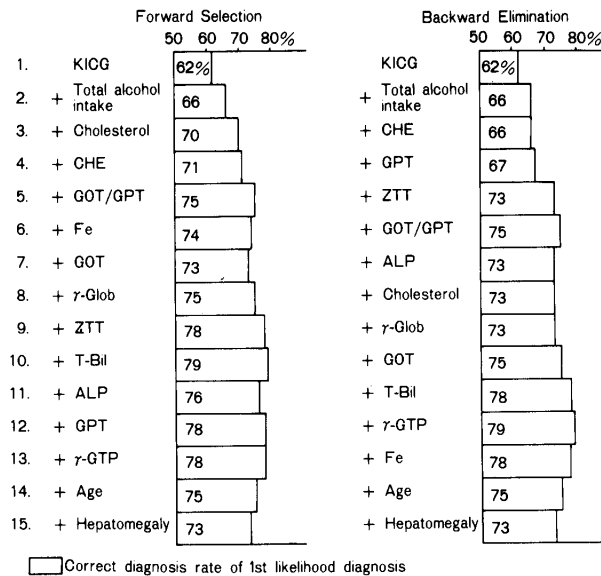 Forward Selection Backward Elimination
50 60 70 80% 50 60 70 80%
1. KICG 62% KICG 62%
2. + Total alcohol intake 66 + Total alcohol intake 66
3. + Cholesterol 70 + CHE 66
4. + CHE 71 + GPT 67
5. + GOT/GPT 75 + ZTT 73
6. + Fe 74 + GOT/GPT 75
7. + GOT 73 + ALP 73
8. + γ-Glob 75 + Cholesterol 73
9. + ZTT 78 + γ-Glob 73
10. + T-Bil 79 + GOT 75
11. + ALP 76 + T-Bil 78
12. + GPT 78 + γ-GTP 79
13. + γ-GTP 78 + Fe 78
14. + Age 75 + Age 75
15. + Hepatomegaly 73 + Hepatomegaly 73
Correct diagnosis rate of 1st likelihood diagnosis